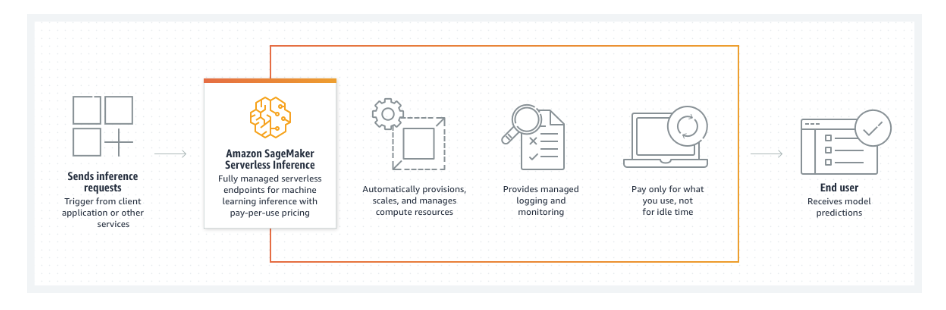 Sends inference
requests
Trigger from client
application or other
services
Amazon SageMaker
Serverless Inference
Fully managed serverless
endpoints for machine
learning inference with
pay-per-use pricing
Automatically provisions,
scales, and manages
compute resources
Provides managed
logging and
monitoring
Pay only for what
you use, not
for idle time
End user
Receives model
predictions